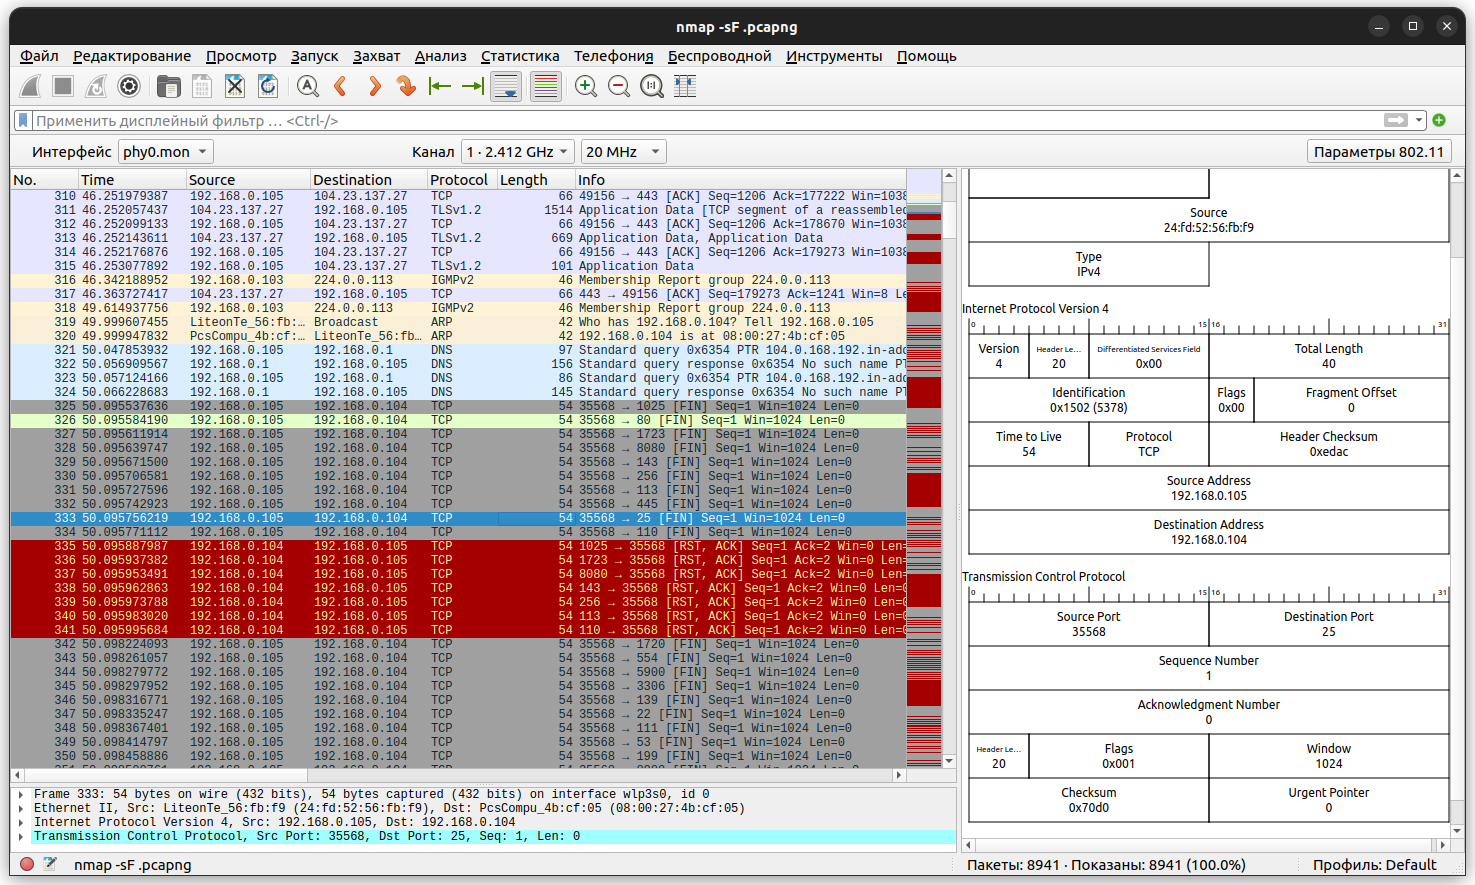 nmap -sF .pcapng
Файл Редактирование Просмотр Запуск Захват Анализ Статистика Телефония Беспроводной Инструменты Помощь
Применить дисплейный фильтр … <Ctrl-/>
Интерфейс phy0.mon Канал 1 · 2.412 GHz 20 MHz Параметры 802.11
No. Time Source Destination Protocol Length Info
310 46.251979387 192.168.0.105 104.23.137.27 TCP 66 49156 → 443 [ACK] Seq=1206 Ack=177222 Win=1038
311 46.252057437 104.23.137.27 192.168.0.105 TLSv1.2 1514 Application Data [TCP segment of a reassembled
312 46.252099133 192.168.0.105 104.23.137.27 TCP 66 49156 → 443 [ACK] Seq=1206 Ack=178670 Win=1038
313 46.252143611 104.23.137.27 192.168.0.105 TLSv1.2 669 Application Data, Application Data
314 46.252176876 192.168.0.105 104.23.137.27 TCP 66 49156 → 443 [ACK] Seq=1206 Ack=179273 Win=1038
315 46.253077892 192.168.0.105 104.23.137.27 TLSv1.2 101 Application Data
316 46.342188952 192.168.0.103 224.0.0.113 IGMPv2 46 Membership Report group 224.0.0.113
317 46.363727417 104.23.137.27 192.168.0.105 TCP 66 443 → 49156 [ACK] Seq=179273 Ack=1241 Win=8 Le
318 49.614937756 192.168.0.103 224.0.0.113 IGMPv2 46 Membership Report group 224.0.0.113
319 49.999607455 LiteonTe_56:fb:… Broadcast ARP 42 Who has 192.168.0.104? Tell 192.168.0.105
320 49.999947832 PcsCompu_4b:cf:… LiteonTe_56:fb… ARP 42 192.168.0.104 is at 08:00:27:4b:cf:05
321 50.047853932 192.168.0.105 192.168.0.1 DNS 97 Standard query 0x6354 PTR 104.0.168.192.in-add
322 50.056909567 192.168.0.1 192.168.0.105 DNS 156 Standard query response 0x6354 No such name PT
323 50.057124166 192.168.0.105 192.168.0.1 DNS 86 Standard query 0x6354 PTR 104.0.168.192.in-add
324 50.066228683 192.168.0.1 192.168.0.105 DNS 145 Standard query response 0x6354 No such name PT
325 50.095537636 192.168.0.105 192.168.0.104 TCP 54 35568 → 1025 [FIN] Seq=1 Win=1024 Len=0
326 50.095584190 192.168.0.105 192.168.0.104 TCP 54 35568 → 80 [FIN] Seq=1 Win=1024 Len=0
327 50.095611914 192.168.0.105 192.168.0.104 TCP 54 35568 → 1723 [FIN] Seq=1 Win=1024 Len=0
328 50.095639747 192.168.0.105 192.168.0.104 TCP 54 35568 → 8080 [FIN] Seq=1 Win=1024 Len=0
329 50.095671500 192.168.0.105 192.168.0.104 TCP 54 35568 → 143 [FIN] Seq=1 Win=1024 Len=0
330 50.095706581 192.168.0.105 192.168.0.104 TCP 54 35568 → 256 [FIN] Seq=1 Win=1024 Len=0
331 50.095727596 192.168.0.105 192.168.0.104 TCP 54 35568 → 113 [FIN] Seq=1 Win=1024 Len=0
332 50.095742923 192.168.0.105 192.168.0.104 TCP 54 35568 → 445 [FIN] Seq=1 Win=1024 Len=0
333 50.095756219 192.168.0.105 192.168.0.104 TCP 54 35568 → 25 [FIN] Seq=1 Win=1024 Len=0
334 50.095771112 192.168.0.105 192.168.0.104 TCP 54 35568 → 110 [FIN] Seq=1 Win=1024 Len=0
335 50.095887987 192.168.0.104 192.168.0.105 TCP 54 1025 → 35568 [RST, ACK] Seq=1 Ack=2 Win=0 Len=
336 50.095937382 192.168.0.104 192.168.0.105 TCP 54 1723 → 35568 [RST, ACK] Seq=1 Ack=2 Win=0 Len=
337 50.095953491 192.168.0.104 192.168.0.105 TCP 54 8080 → 35568 [RST, ACK] Seq=1 Ack=2 Win=0 Len=
338 50.095962863 192.168.0.104 192.168.0.105 TCP 54 143 → 35568 [RST, ACK] Seq=1 Ack=2 Win=0 Len=0
339 50.095973788 192.168.0.104 192.168.0.105 TCP 54 256 → 35568 [RST, ACK] Seq=1 Ack=2 Win=0 Len=0
340 50.095983020 192.168.0.104 192.168.0.105 TCP 54 113 → 35568 [RST, ACK] Seq=1 Ack=2 Win=0 Len=0
341 50.095995684 192.168.0.104 192.168.0.105 TCP 54 110 → 35568 [RST, ACK] Seq=1 Ack=2 Win=0 Len=0
342 50.098224093 192.168.0.105 192.168.0.104 TCP 54 35568 → 1720 [FIN] Seq=1 Win=1024 Len=0
343 50.098261057 192.168.0.105 192.168.0.104 TCP 54 35568 → 554 [FIN] Seq=1 Win=1024 Len=0
344 50.098279772 192.168.0.105 192.168.0.104 TCP 54 35568 → 5900 [FIN] Seq=1 Win=1024 Len=0
345 50.098297952 192.168.0.105 192.168.0.104 TCP 54 35568 → 3306 [FIN] Seq=1 Win=1024 Len=0
346 50.098316771 192.168.0.105 192.168.0.104 TCP 54 35568 → 139 [FIN] Seq=1 Win=1024 Len=0
347 50.098335247 192.168.0.105 192.168.0.104 TCP 54 35568 → 22 [FIN] Seq=1 Win=1024 Len=0
348 50.098367401 192.168.0.105 192.168.0.104 TCP 54 35568 → 111 [FIN] Seq=1 Win=1024 Len=0
349 50.098414797 192.168.0.105 192.168.0.104 TCP 54 35568 → 53 [FIN] Seq=1 Win=1024 Len=0
350 50.098458886 192.168.0.105 192.168.0.104 TCP 54 35568 → 199 [FIN] Seq=1 Win=1024 Len=0
Source
24:fd:52:56:fb:f9
Type
IPv4
Internet Protocol Version 4
0 15 16 31
Version Header Le… Differentiated Services Field Total Length
4 20 0x00 40
Identification Flags Fragment Offset
0x1502 (5378) 0x00 0
Time to Live Protocol Header Checksum
54 TCP 0xedac
Source Address
192.168.0.105
Destination Address
192.168.0.104
Transmission Control Protocol
0 15 16 31
Source Port Destination Port
35568 25
Sequence Number
1
Acknowledgment Number
0
Header Le… Flags Window
20 0x001 1024
Checksum Urgent Pointer
0x70d0 0
Frame 333: 54 bytes on wire (432 bits), 54 bytes captured (432 bits) on interface wlp3s0, id 0
Ethernet II, Src: LiteonTe_56:fb:f9 (24:fd:52:56:fb:f9), Dst: PcsCompu_4b:cf:05 (08:00:27:4b:cf:05)
Internet Protocol Version 4, Src: 192.168.0.105, Dst: 192.168.0.104
Transmission Control Protocol, Src Port: 35568, Dst Port: 25, Seq: 1, Len: 0
nmap -sF .pcapng Пакеты: 8941 · Показаны: 8941 (100.0%) Профиль: Default